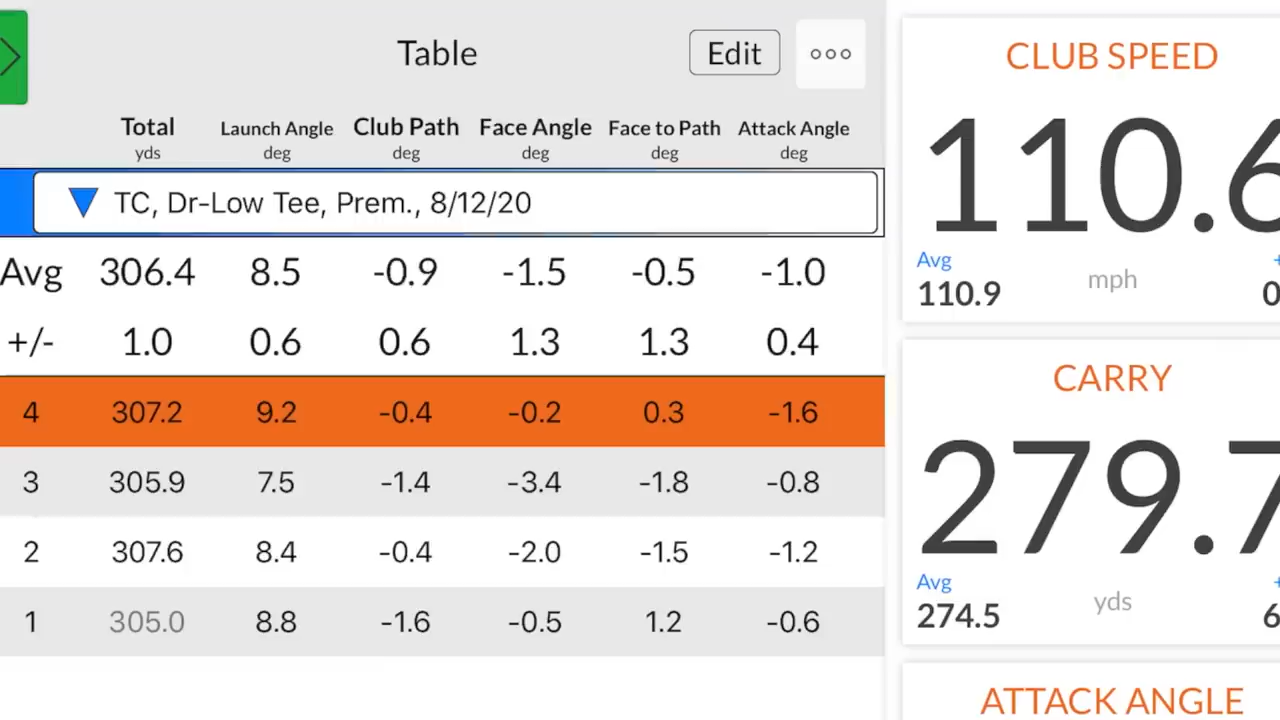 Table
Edit
Total Launch Angle Club Path Face Angle Face to Path Attack Angle
yds deg deg deg deg deg
TC, Dr-Low Tee, Prem., 8/12/20
Avg 306.4 8.5 -0.9 -1.5 -0.5 -1.0
+/- 1.0 0.6 0.6 1.3 1.3 0.4
4 307.2 9.2 -0.4 -0.2 0.3 -1.6
3 305.9 7.5 -1.4 -3.4 -1.8 -0.8
2 307.6 8.4 -0.4 -2.0 -1.5 -1.2
1 305.0 8.8 -1.6 -0.5 1.2 -0.6
CLUB SPEED
110.6
Avg
110.9
mph
CARRY
279.7
Avg
274.5
yds
ATTACK ANGLE